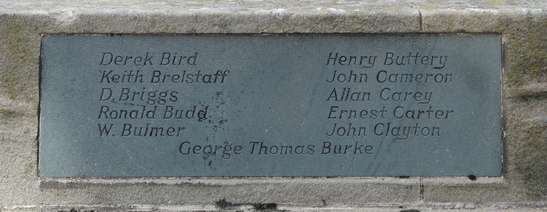 Derek Bird
Keith Brelstaff
D. Briggs
Ronald Budd
W. Bulmer
Henry Buttery
John Cameron
Allan Carey
Ernest Carter
John Clayton
George Thomas Burke